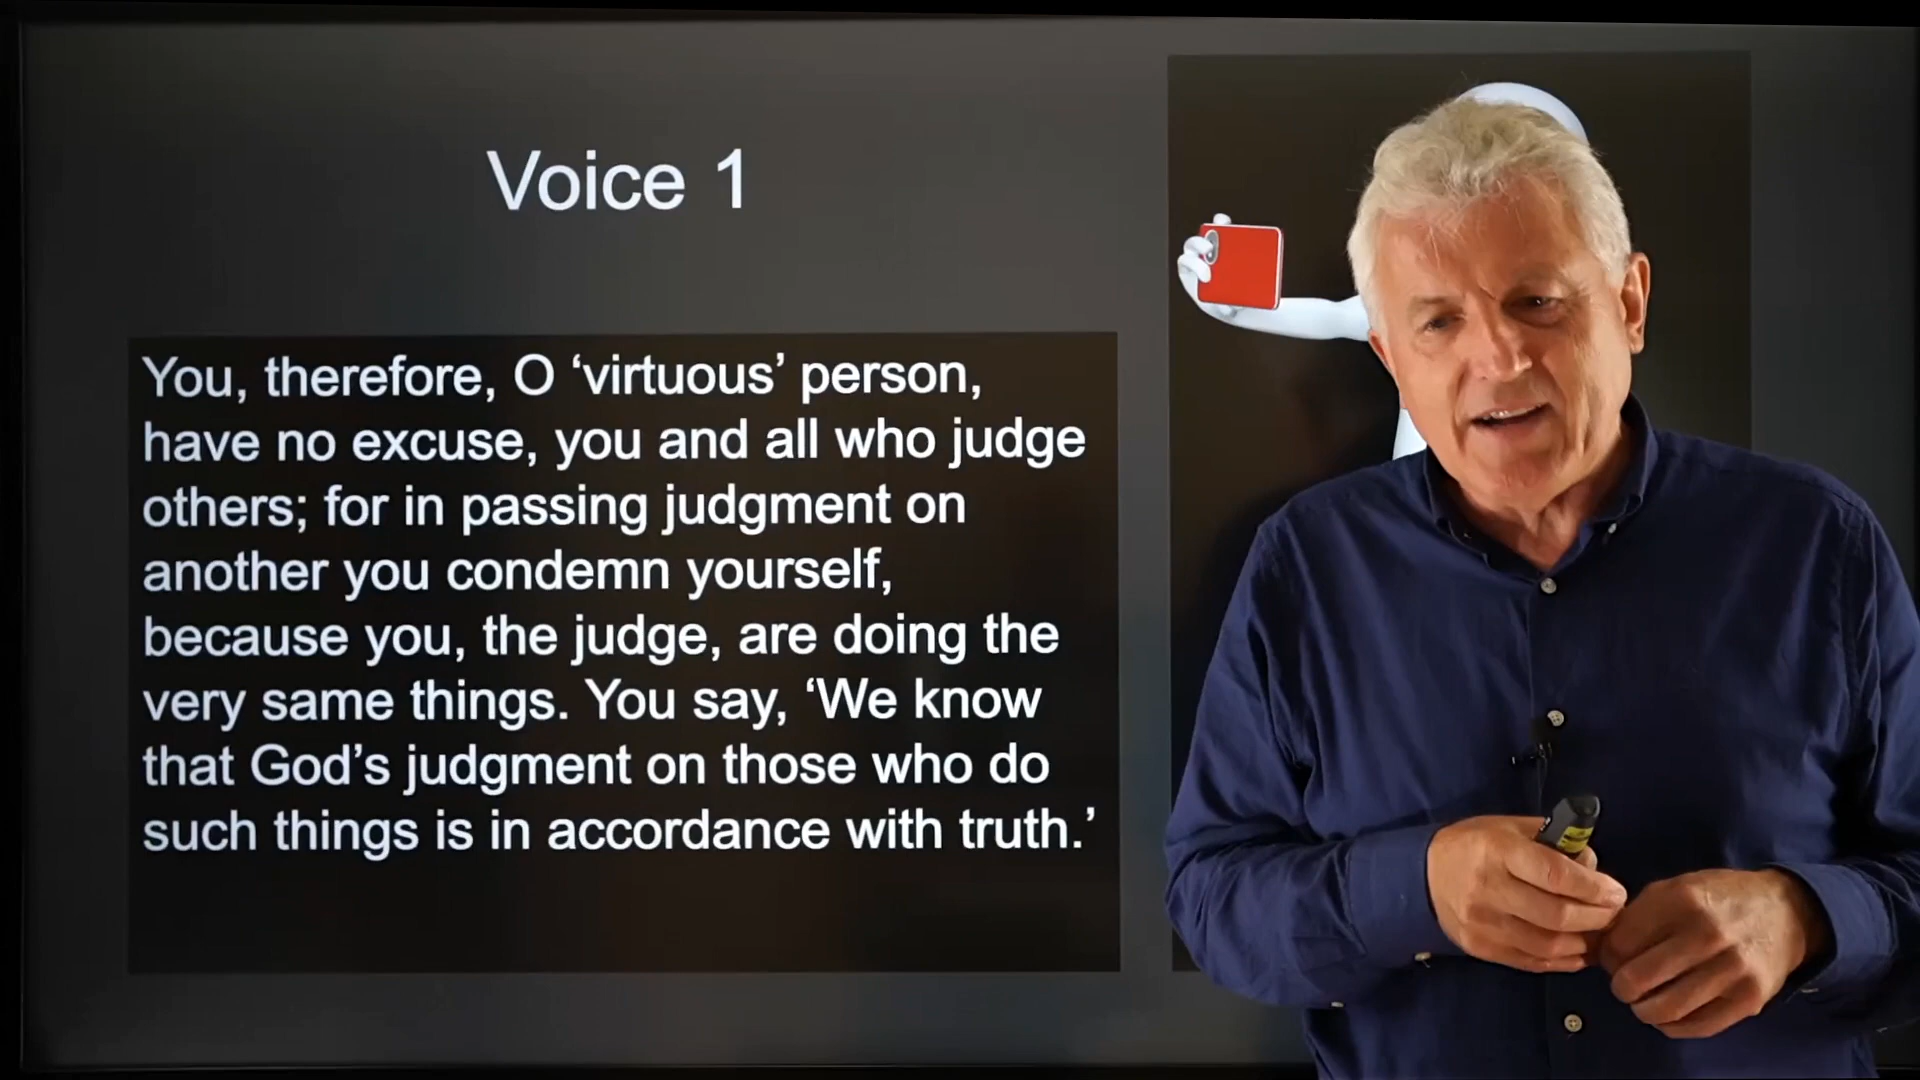 Voice 1
You, therefore, O ‘virtuous’ person,
have no excuse, you and all who judge
others; for in passing judgment on
another you condemn yourself,
because you, the judge, are doing the
very same things. You say, ‘We know
that God’s judgment on those who do
such things is in accordance with truth.’